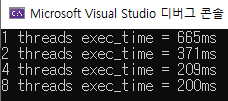 Microsoft Visual Studio 디버그 콘솔
1 threads exec_time = 665ms
2 threads exec_time = 371ms
4 threads exec_time = 209ms
8 threads exec_time = 200ms